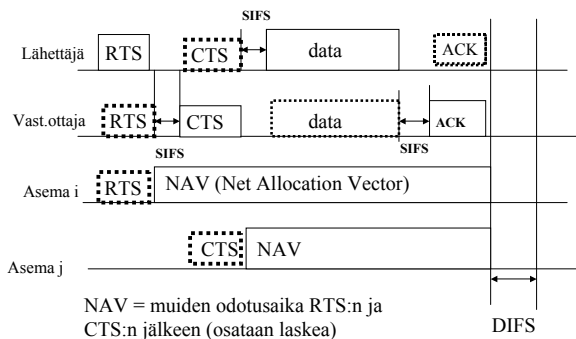 SIFS
Lähettäjä RTS CTS data ACK
Vast.ottaja RTS CTS data ACK
SIFS SIFS
Asema i RTS NAV (Net Allocation Vector)
Asema j CTS NAV
NAV = muiden odotusaika RTS:n ja
CTS:n jälkeen (osataan laskea)
DIFS